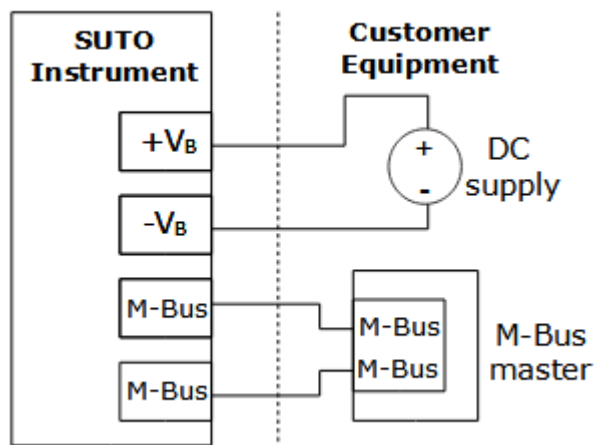 SUTO
Instrument
Customer
Equipment
+VB
-VB
+
-
DC
supply
M-Bus
M-Bus
M-Bus
M-Bus
M-Bus
master